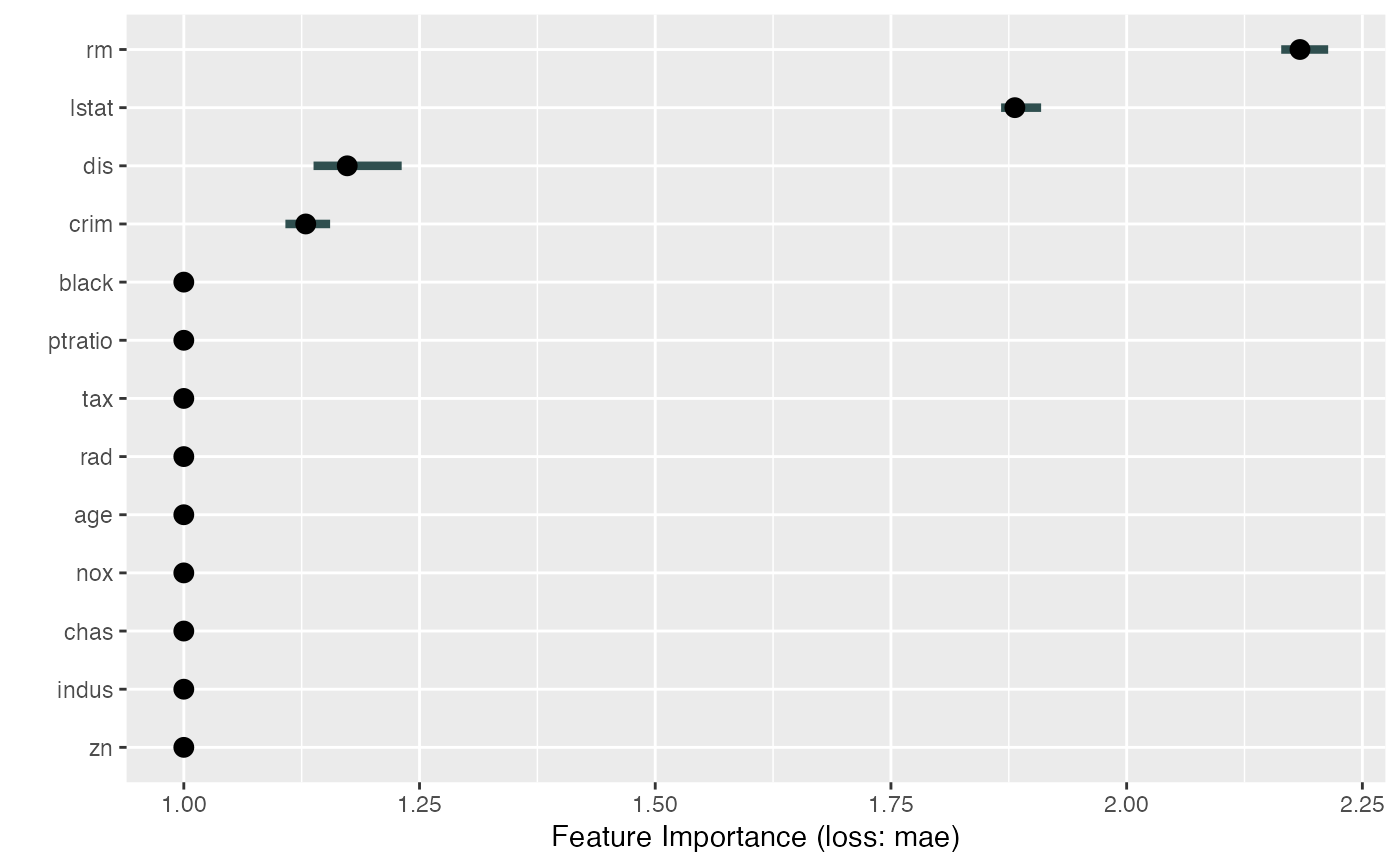 rm
lstat
dis
crim
black
ptratio
tax
rad
age
nox
chas
indus
zn
1.00 1.25 1.50 1.75 2.00 2.25
Feature Importance (loss: mae)